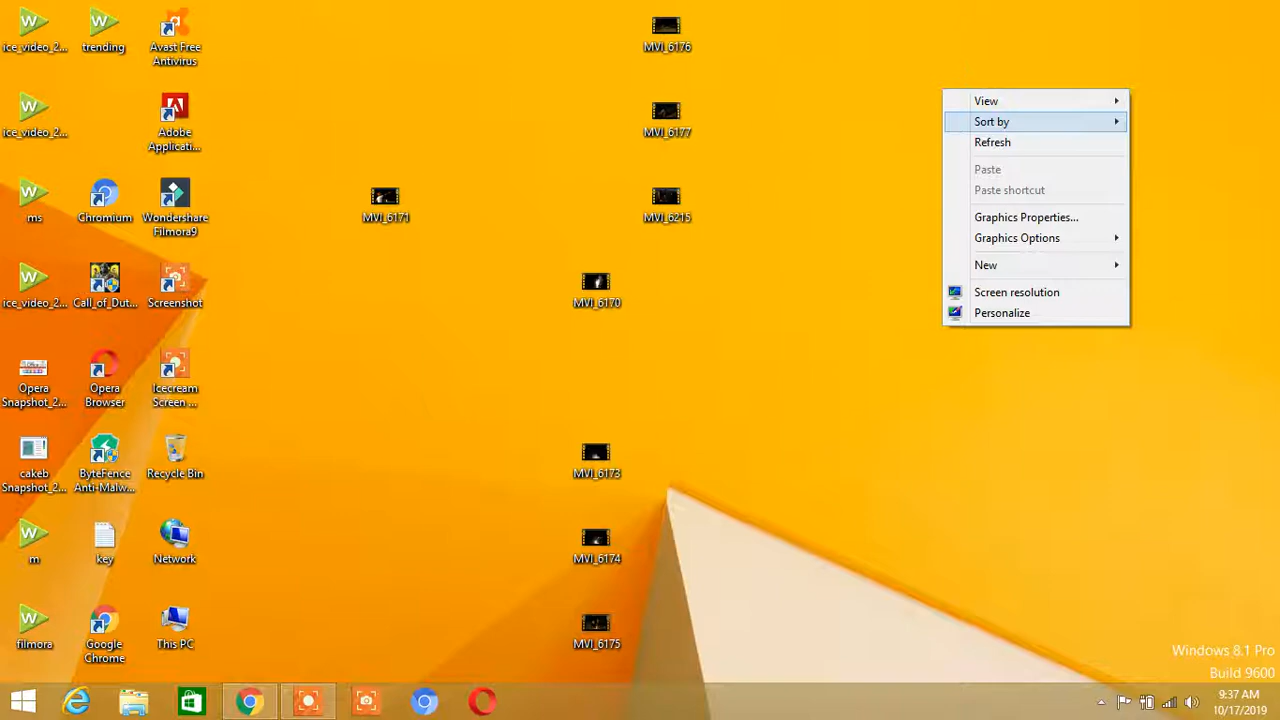 ice_video_2...
trending
Avast Free
Antivirus
MVI_6176
ice_video_2...
Adobe
Applicati...
MVI_6177
ms
Chromium
Wondershare
Filmora9
MVI_6171
MVI_6215
ice_video_2...
Call_of_Dut...
Screenshot
MVI_6170
Opera
Snapshot_2...
Opera
Browser
Icecream
Screen ...
cakeb
Snapshot_2...
ByteFence
Anti-Malw...
Recycle Bin
MVI_6173
m
key
Network
MVI_6174
filmora
Google
Chrome
This PC
MVI_6175
View
Sort by
Refresh
Paste
Paste shortcut
Graphics Properties...
Graphics Options
New
Screen resolution
Personalize
Windows 8.1 Pro
Build 9600
9:37 AM
10/17/2019